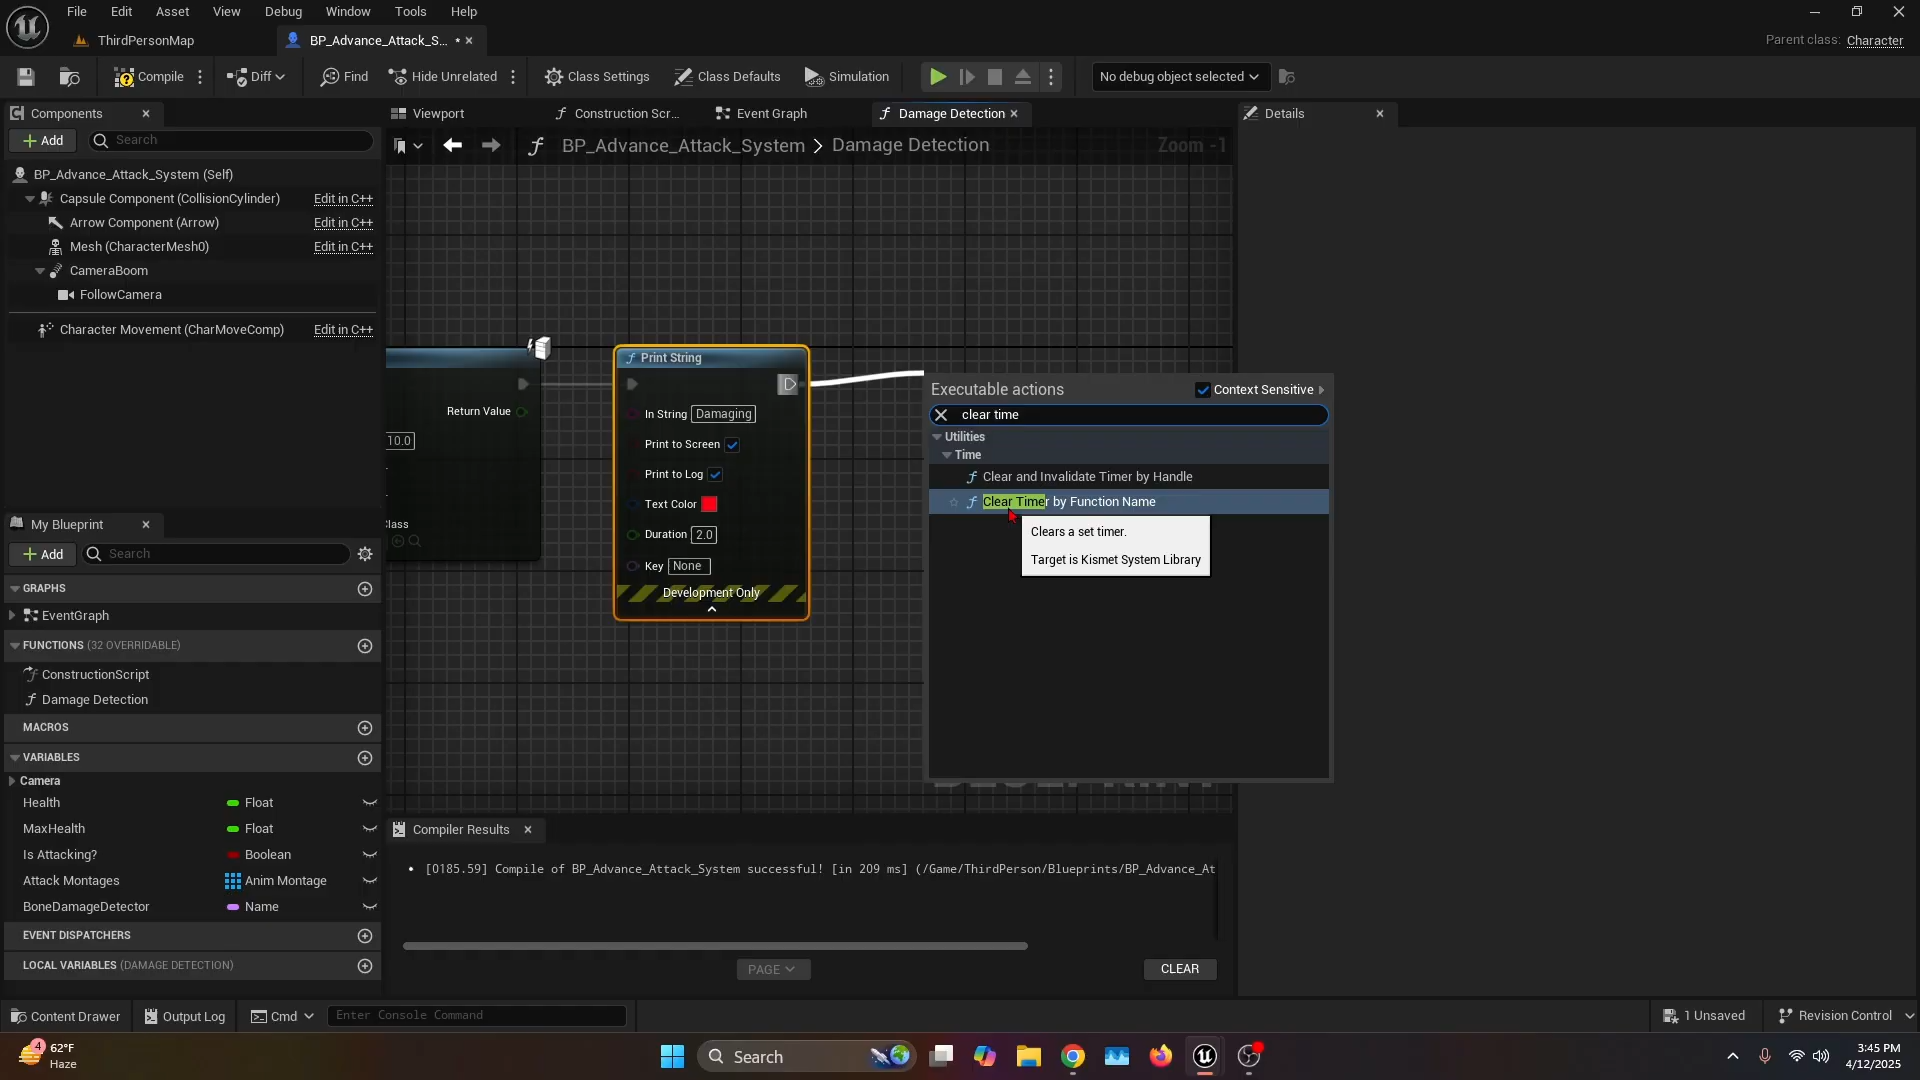 File Edit Asset View Debug Window Tools Help
ThirdPersonMap
BP_Advance_Attack_S... *
Parent class: Character
Compile
Diff
Find
Hide Unrelated
Class Settings
Class Defaults
Simulation
No debug object selected
Components
Viewport
Construction Scr...
Event Graph
Damage Detection
Details
Add
Search
BP_Advance_Attack_System > Damage Detection
Zoom -1
BP_Advance_Attack_System (Self)
Capsule Component (CollisionCylinder) Edit in C++
Arrow Component (Arrow) Edit in C++
Mesh (CharacterMesh0) Edit in C++
CameraBoom
FollowCamera
Character Movement (CharMoveComp) Edit in C++
Return Value
10.0
Class
Print String
In String Damaging
Print to Screen
Print to Log
Text Color
Duration 2.0
Key None
Development Only
Executable actions
Context Sensitive
clear time
Utilities
Time
Clear and Invalidate Timer by Handle
Clear Timer by Function Name
Clears a set timer.
Target is Kismet System Library
My Blueprint
Add
Search
GRAPHS
EventGraph
FUNCTIONS (32 OVERRIDABLE)
ConstructionScript
Damage Detection
MACROS
VARIABLES
Camera
Health Float
MaxHealth Float
Is Attacking? Boolean
Attack Montages Anim Montage
BoneDamageDetector Name
EVENT DISPATCHERS
LOCAL VARIABLES (DAMAGE DETECTION)
Compiler Results
[0185.59] Compile of BP_Advance_Attack_System successful! [in 209 ms] (/Game/ThirdPerson/Blueprints/BP_Advance_At
PAGE
CLEAR
Content Drawer
Output Log
Cmd
Enter Console Command
1 Unsaved
Revision Control
4
62°F
Haze
Search
3:45 PM
4/12/2025